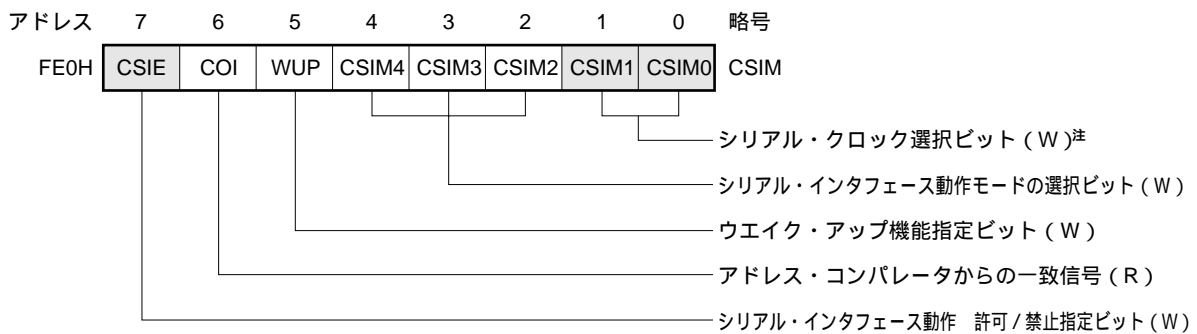 アドレス 7 6 5 4 3 2 1 0 略号
FE0H CSIE COI WUP CSIM4 CSIM3 CSIM2 CSIM1 CSIM0 CSIM
シリアル・クロック選択ビット（W）注
シリアル・インタフェース動作モードの選択ビット（W）
ウエイク・アップ機能指定ビット（W）
アドレス・コンパレータからの一致信号（R）
シリアル・インタフェース動作　許可／禁止指定ビット（W）